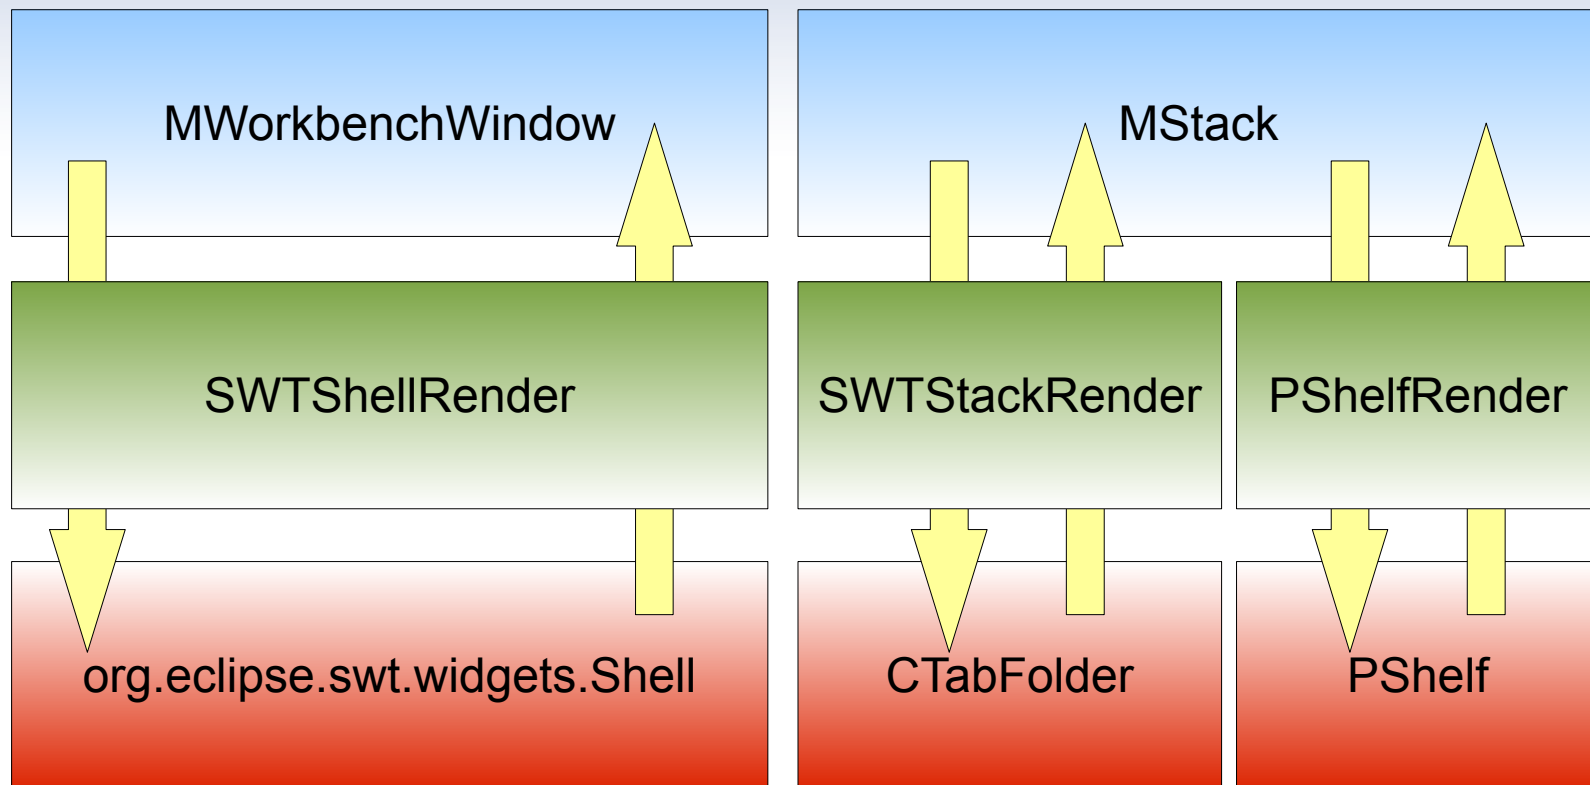 MWorkbenchWindow
MStack
SWTShellRender
SWTStackRender
PShelfRender
org.eclipse.swt.widgets.Shell
CTabFolder
PShelf